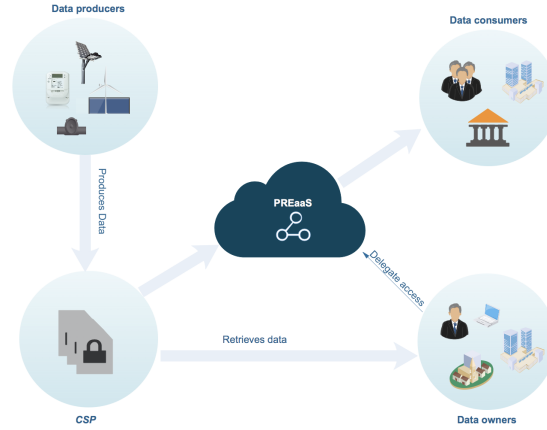 Data producers
Data consumers
Produces Data
PREaaS
Delegate access
Retrieves data
CSP
Data owners